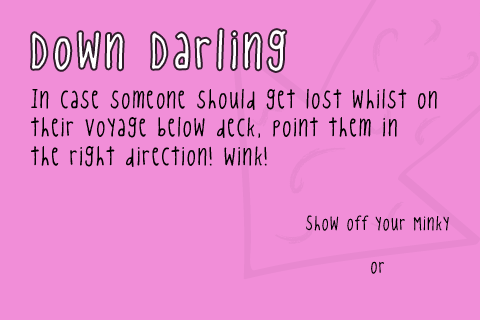 Down Darling
In case someone should get lost whilst on
their voyage below deck, point them in
the right direction! Wink!
Show off your Minky
or